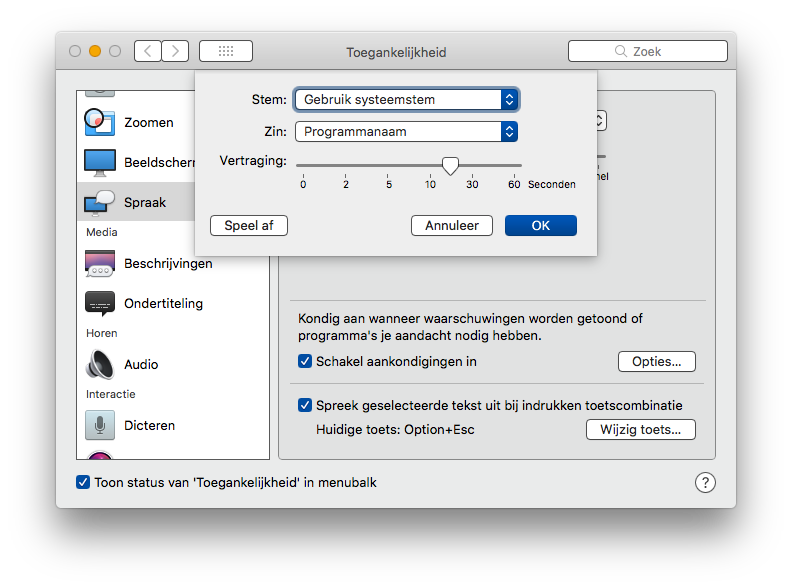 Toegankelijkheid
Zoek
Stem: Gebruik systeemstem
Zin: Programmanaam
Vertraging:
0 2 5 10 30 60 Seconden
Speel af Annuleer OK
Zoomen
Spraak
Media
Beschrijvingen
Ondertiteling
Horen
Audio
Interactie
Dicteren
Kondig aan wanneer waarschuwingen worden getoond of
programma's je aandacht nodig hebben.
Schakel aankondigingen in Opties...
Spreek geselecteerde tekst uit bij indrukken toetscombinatie
Huidige toets: Option+Esc Wijzig toets...
Toon status van 'Toegankelijkheid' in menubalk ?